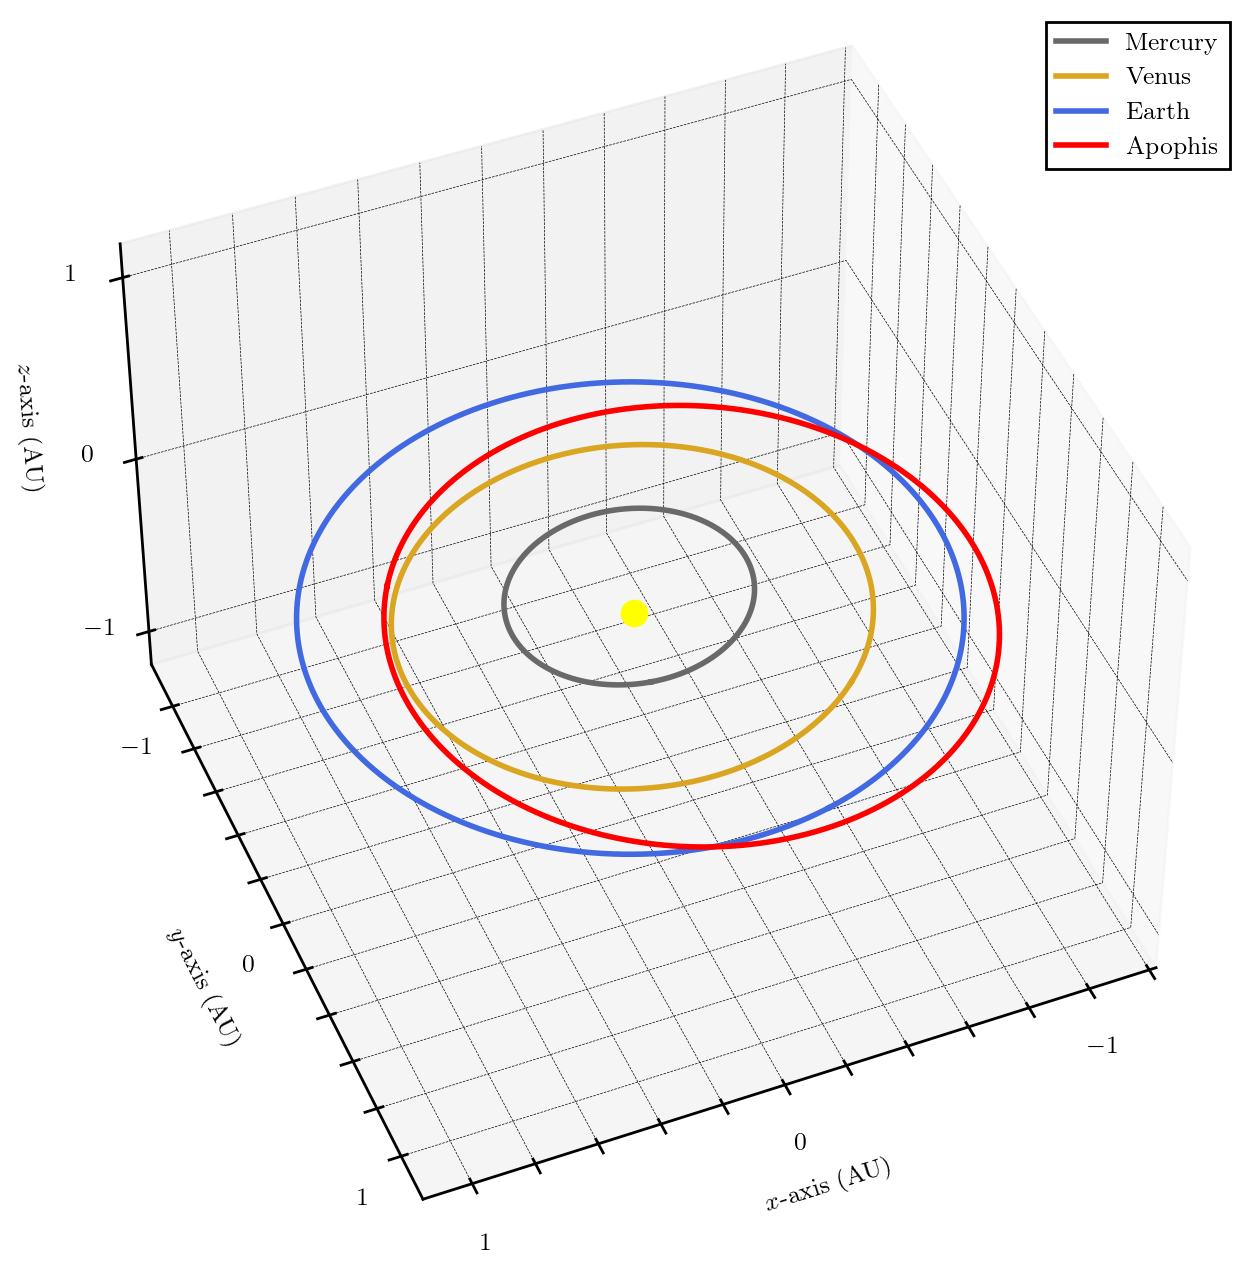 Mercury
Venus
Earth
Apophis
1
0
−1
z-axis (AU)
−1
0
1
y-axis (AU)
1
0
−1
x-axis (AU)